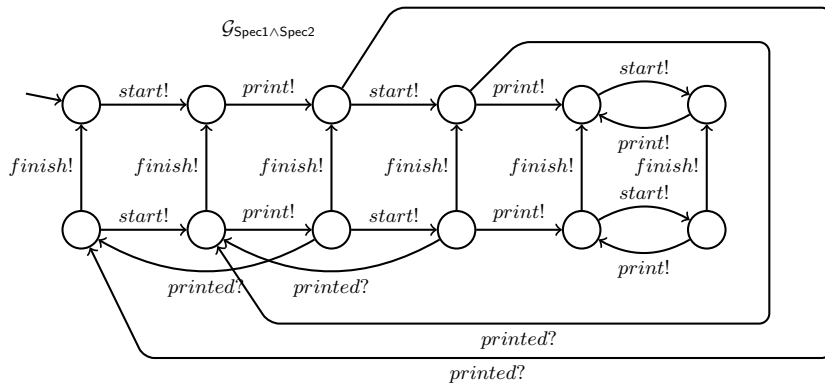 𝒢Spec1∧Spec2
start! print! start! print! start!
print!
finish! finish! finish! finish! finish! finish!
start! print! start! print! start!
print!
printed? printed?
printed?
printed?